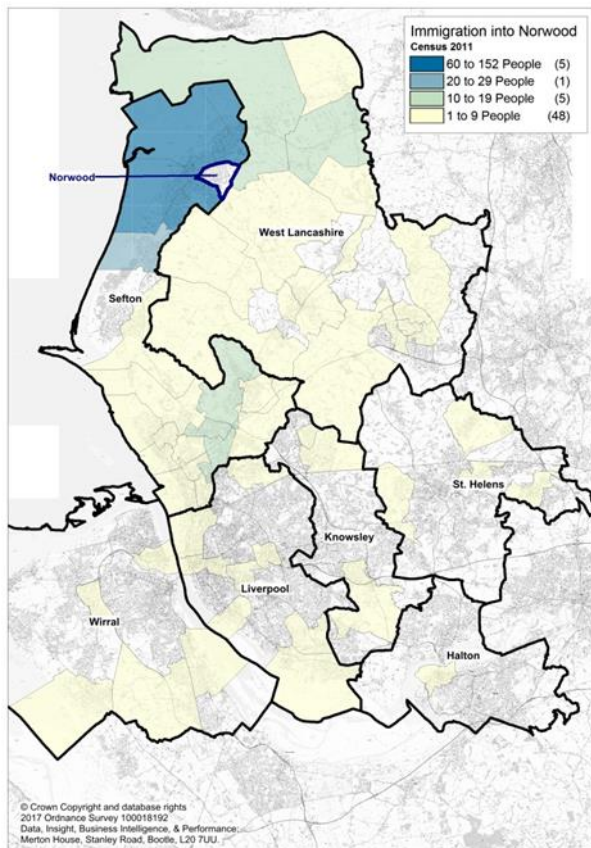 Immigration into Norwood
Census 2011
60 to 152 People (5)
20 to 29 People (1)
10 to 19 People (5)
1 to 9 People (48)
Norwood
West Lancashire
Sefton
St. Helens
Knowsley
Liverpool
Wirral
Halton
© Crown Copyright and database rights
2017 Ordnance Survey 100018192
Data, Insight, Business Intelligence, & Performance:
Merton House, Stanley Road, Bootle, L20 7UU.